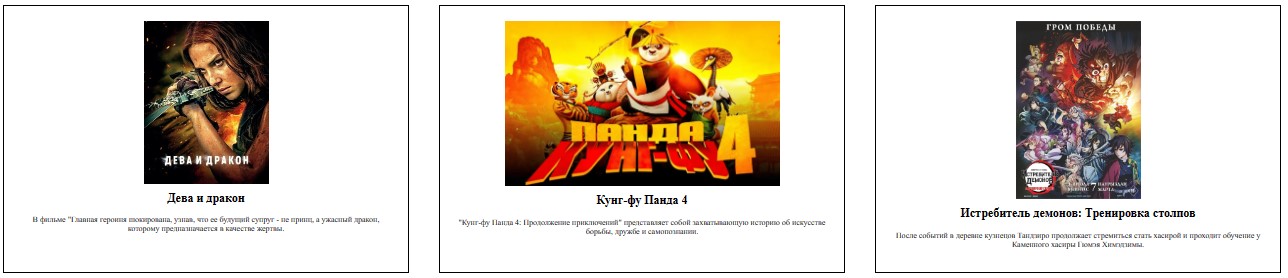 ДЕВА И ДРАКОН
Дева и дракон
В фильме "Главная героиня шокирована, узнав, что ее будущий супруг - не принц, а ужасный дракон,
которому предназначается в качестве жертвы.
ПАНДА
КУНГ-ФУ 4
Кунг-фу Панда 4
"Кунг-фу Панда 4: Продолжение приключений" представляет собой захватывающую историю об искусстве
борьбы, дружбе и самопознании.
ГРОМ ПОБЕДЫ
ИСТРЕБИТЕЛЬ
ДЕМОНОВ
Истребитель демонов: Тренировка столпов
После событий в деревне кузнецов Тандзиро продолжает стремиться стать хасирой и проходит обучение у
Каменного хасиры Гюмэя Химэдзимы.